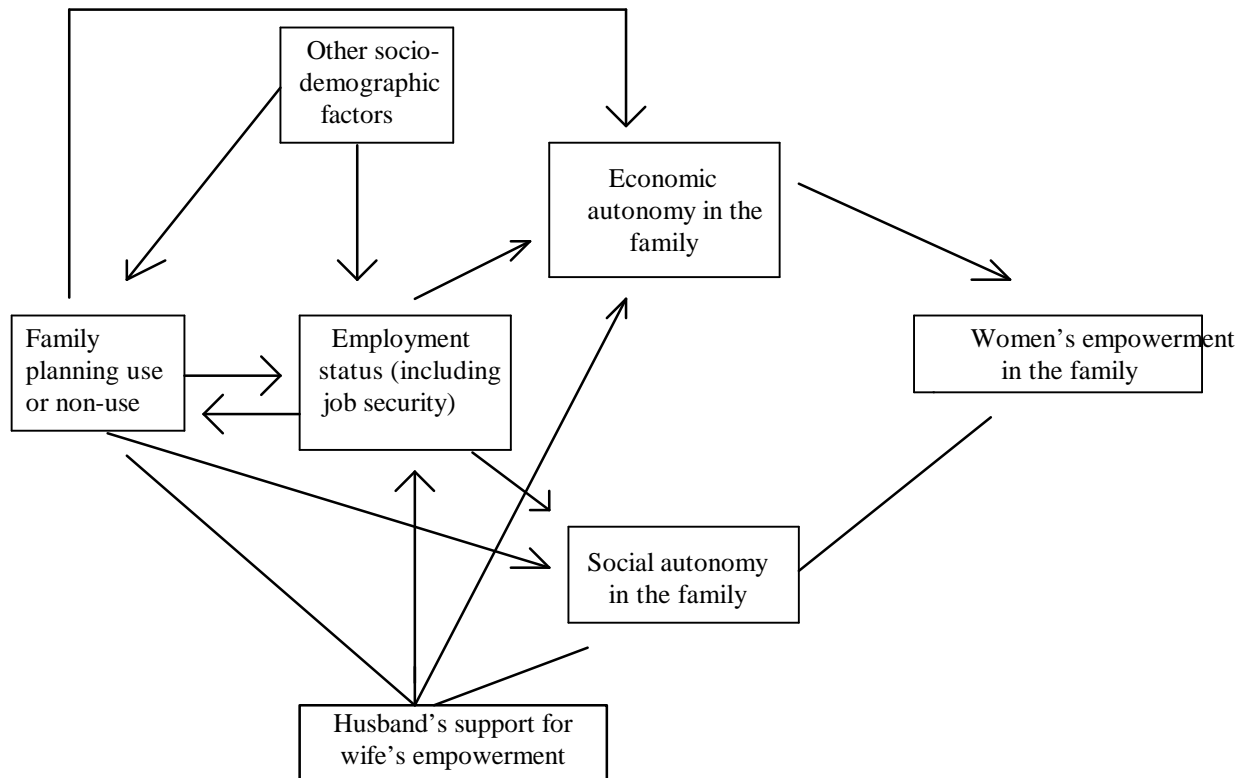 Other socio-
demographic
factors
Economic
autonomy in the
family
Family
planning use
or non-use
Employment
status (including
job security)
Women’s empowerment
in the family
Social autonomy
in the family
Husband’s support for
wife’s empowerment